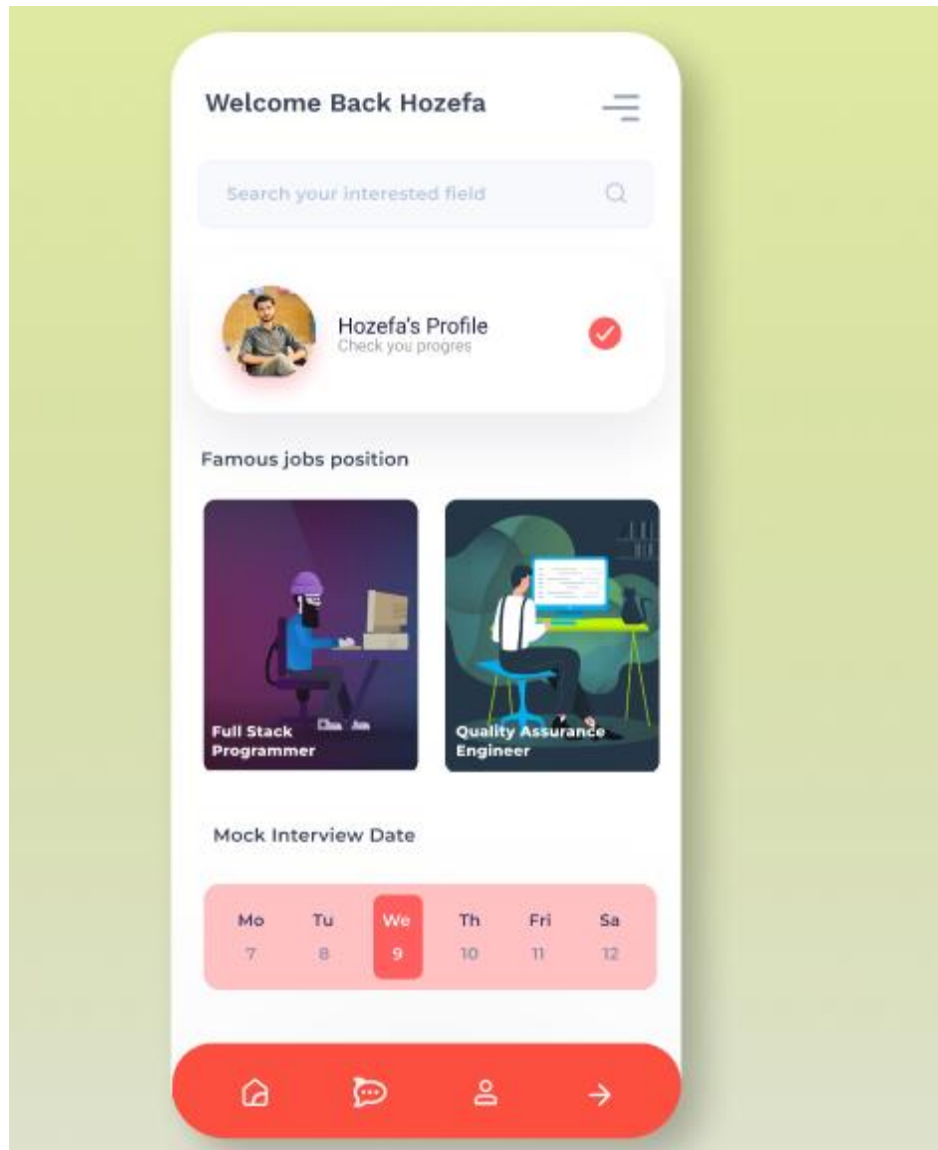 Welcome Back Hozefa
Search your interested field
Hozefa's Profile
Check you progres
Famous jobs position
Full Stack
Programmer
Quality Assurance
Engineer
Mock Interview Date
Mo Tu We Th Fri Sa
7 8 9 10 11 12